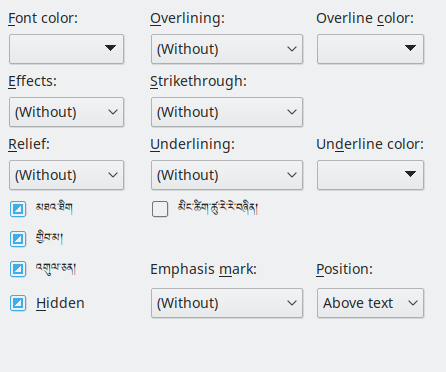 Font color: Overlining: Overline color:
(Without)
Effects: Strikethrough:
(Without) (Without)
Relief: Underlining: Underline color:
(Without) (Without)
མཐའ་ཐིག མིང་ཚིག་ཚུ་རེ་རེ་བཞིན།
གྱིབ་མ།
འགུལ་ཅན། Emphasis mark: Position:
Hidden (Without) Above text